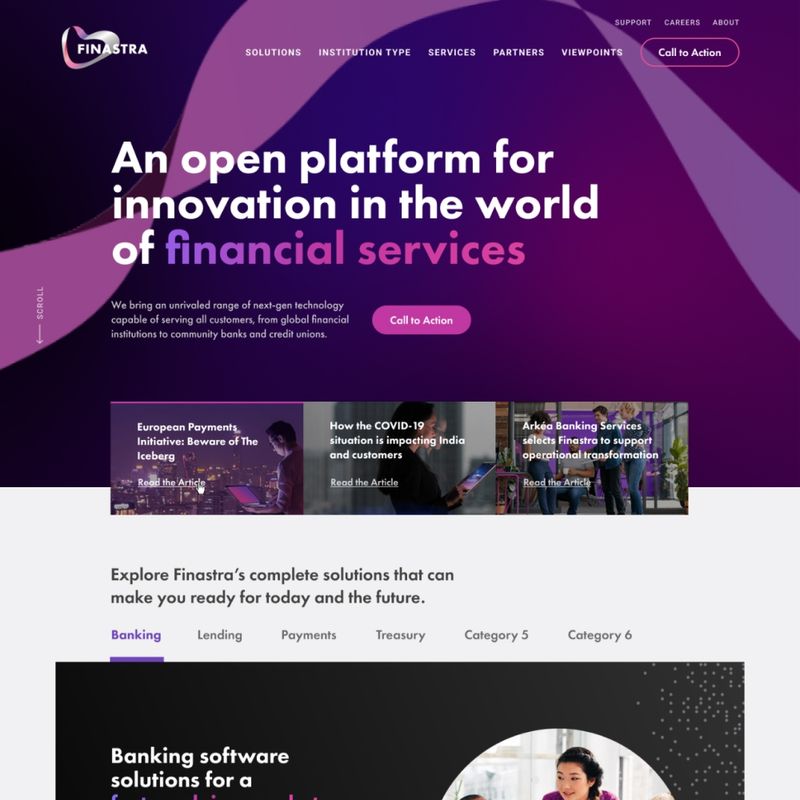 SUPPORT CAREERS ABOUT
FINASTRA
SOLUTIONS INSTITUTION TYPE SERVICES PARTNERS VIEWPOINTS Call to Action
An open platform for
innovation in the world
of financial services
SCROLL
We bring an unrivaled range of next-gen technology
capable of serving all customers, from global financial
institutions to community banks and credit unions.
Call to Action
European Payments
Initiative: Beware of The
Iceberg
Read the Article
How the COVID-19
situation is impacting India
and customers
Read the Article
Arkéa Banking Services
selects Finastra to support
operational transformation
Read the Article
Explore Finastra's complete solutions that can
make you ready for today and the future.
Banking Lending Payments Treasury Category 5 Category 6
Banking software
solutions for a